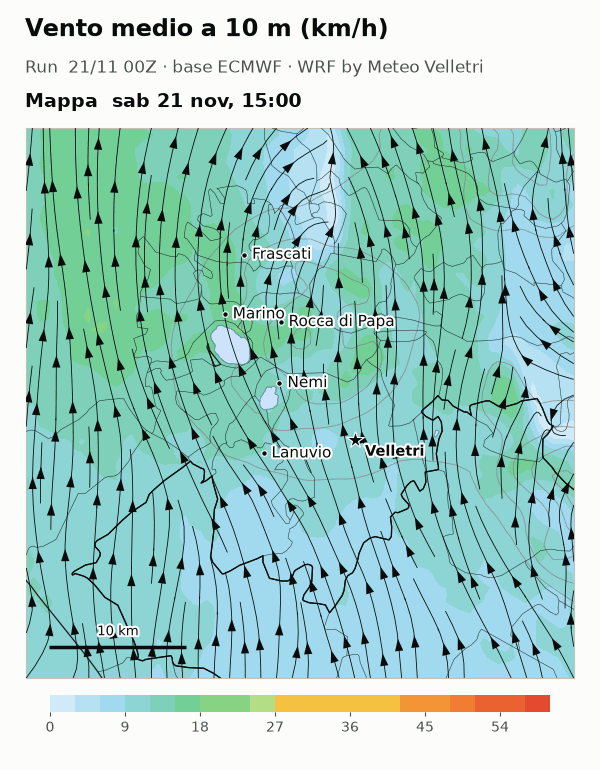 Vento medio a 10 m (km/h)
Run 21/11 00Z · base ECMWF · WRF by Meteo Velletri
Mappa sab 21 nov, 15:00
Frascati
Marino
Rocca di Papa
Nemi
Velletri
Lanuvio
10 km
0 9 18 27 36 45 54